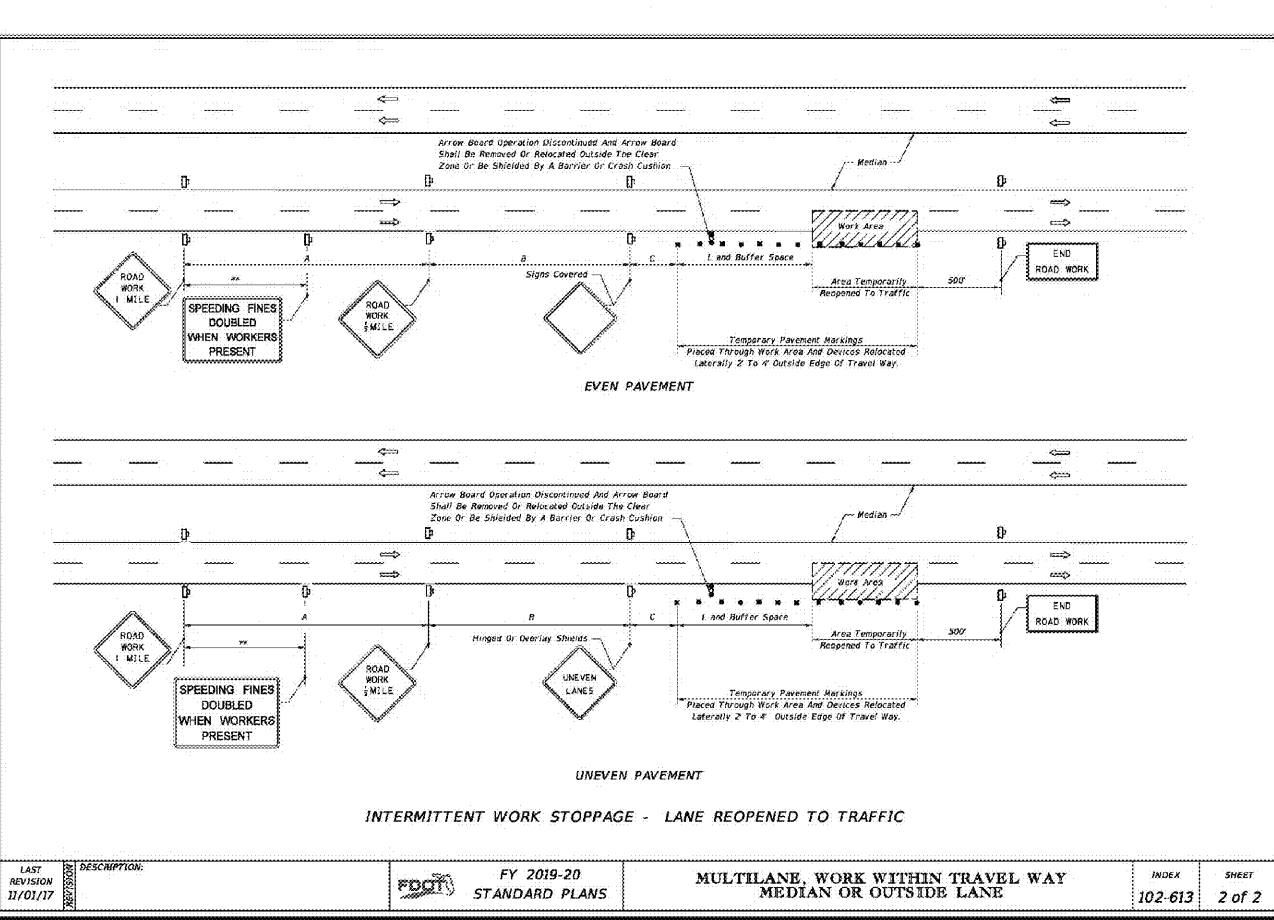 Arrow Board Operation Discontinued And Arrow Board
Shall Be Removed Or Relocated Outside The Clear
Zone Or Be Shielded By A Barrier Or Crash Cushion
Median
Work Area
A
B
C
L and Buffer Space
**
ROAD
WORK
1 MILE
SPEEDING FINES
DOUBLED
WHEN WORKERS
PRESENT
ROAD
WORK
½ MILE
Signs Covered
Area Temporarily
Reopened To Traffic
500'
END
ROAD WORK
Temporary Pavement Markings
Placed Through Work Area And Devices Relocated
Laterally 2' To 4' Outside Edge Of Travel Way.
EVEN PAVEMENT
Arrow Board Operation Discontinued And Arrow Board
Shall Be Removed Or Relocated Outside The Clear
Zone Or Be Shielded By A Barrier Or Crash Cushion
Median
Work Area
A
B
C
L and Buffer Space
**
ROAD
WORK
1 MILE
SPEEDING FINES
DOUBLED
WHEN WORKERS
PRESENT
ROAD
WORK
½ MILE
Hinged Or Overlay Shields
UNEVEN
LANES
Area Temporarily
Reopened To Traffic
500'
END
ROAD WORK
Temporary Pavement Markings
Placed Through Work Area And Devices Relocated
Laterally 2' To 4' Outside Edge Of Travel Way.
UNEVEN PAVEMENT
INTERMITTENT WORK STOPPAGE - LANE REOPENED TO TRAFFIC
LAST
REVISION
11/01/17
REVISION
DESCRIPTION:
FDOT
FY 2019-20
STANDARD PLANS
MULTILANE, WORK WITHIN TRAVEL WAY
MEDIAN OR OUTSIDE LANE
INDEX
102-613
SHEET
2 of 2